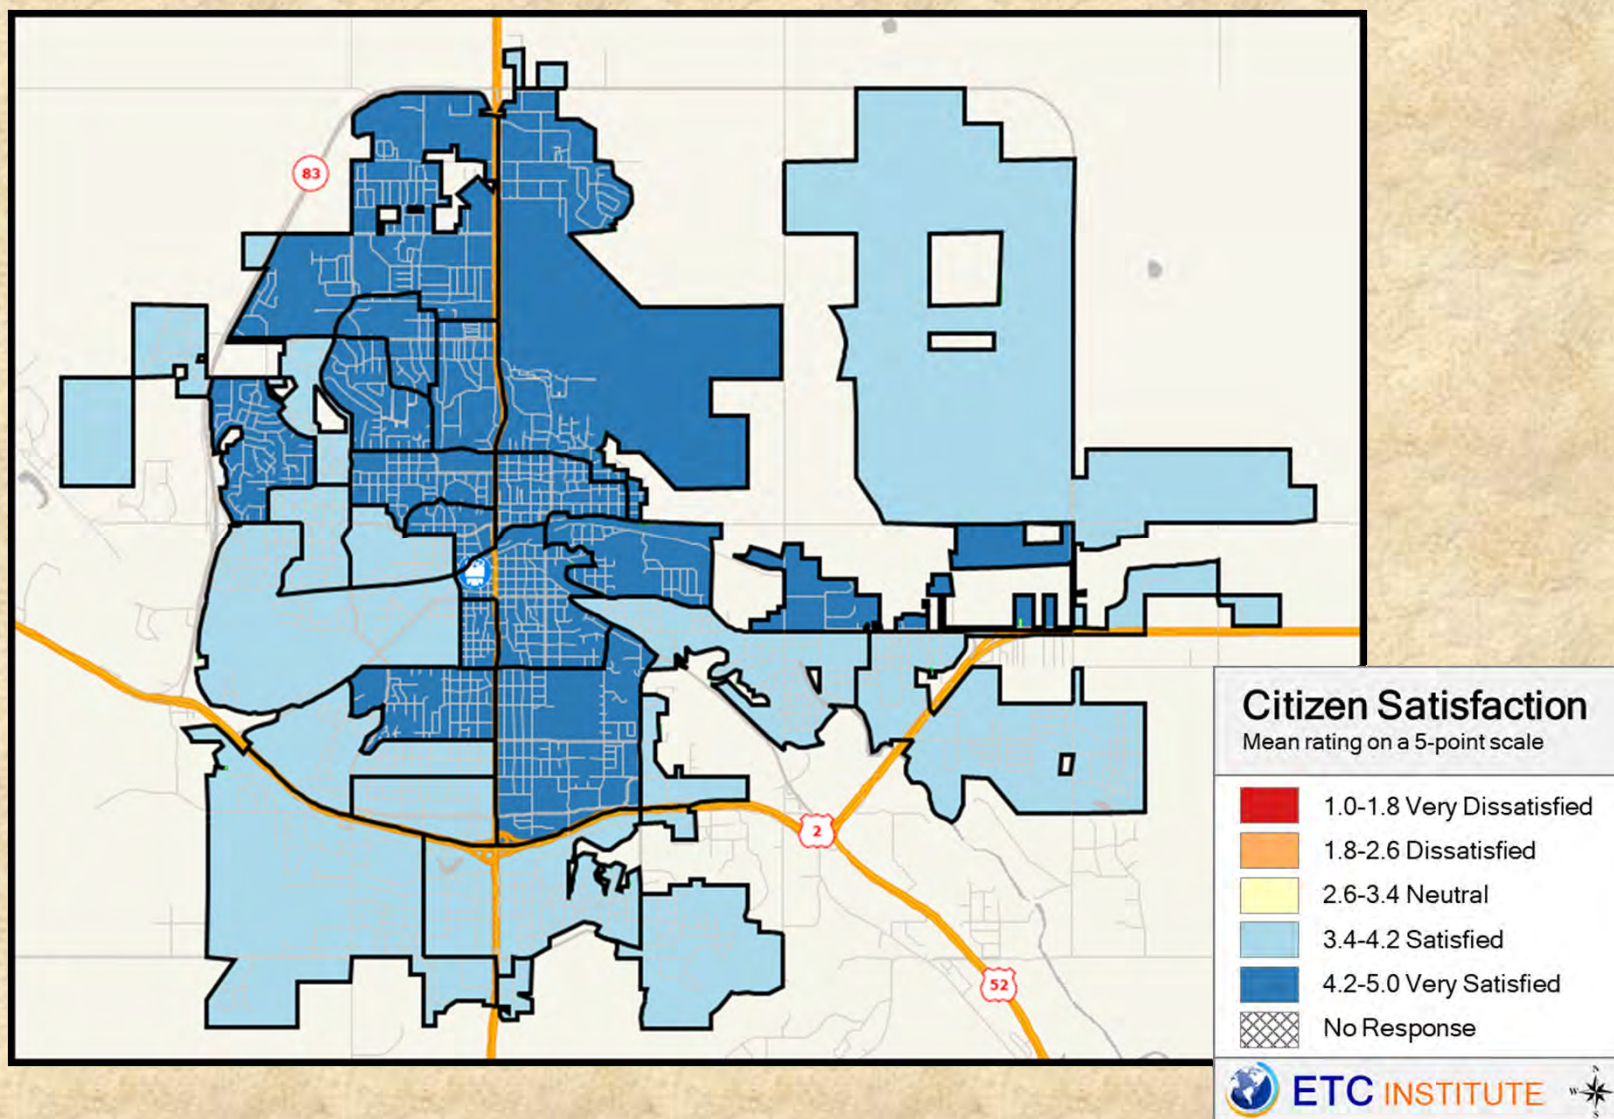 83
2
52
Citizen Satisfaction
Mean rating on a 5-point scale
1.0-1.8 Very Dissatisfied
1.8-2.6 Dissatisfied
2.6-3.4 Neutral
3.4-4.2 Satisfied
4.2-5.0 Very Satisfied
No Response
ETC INSTITUTE
N
W
S